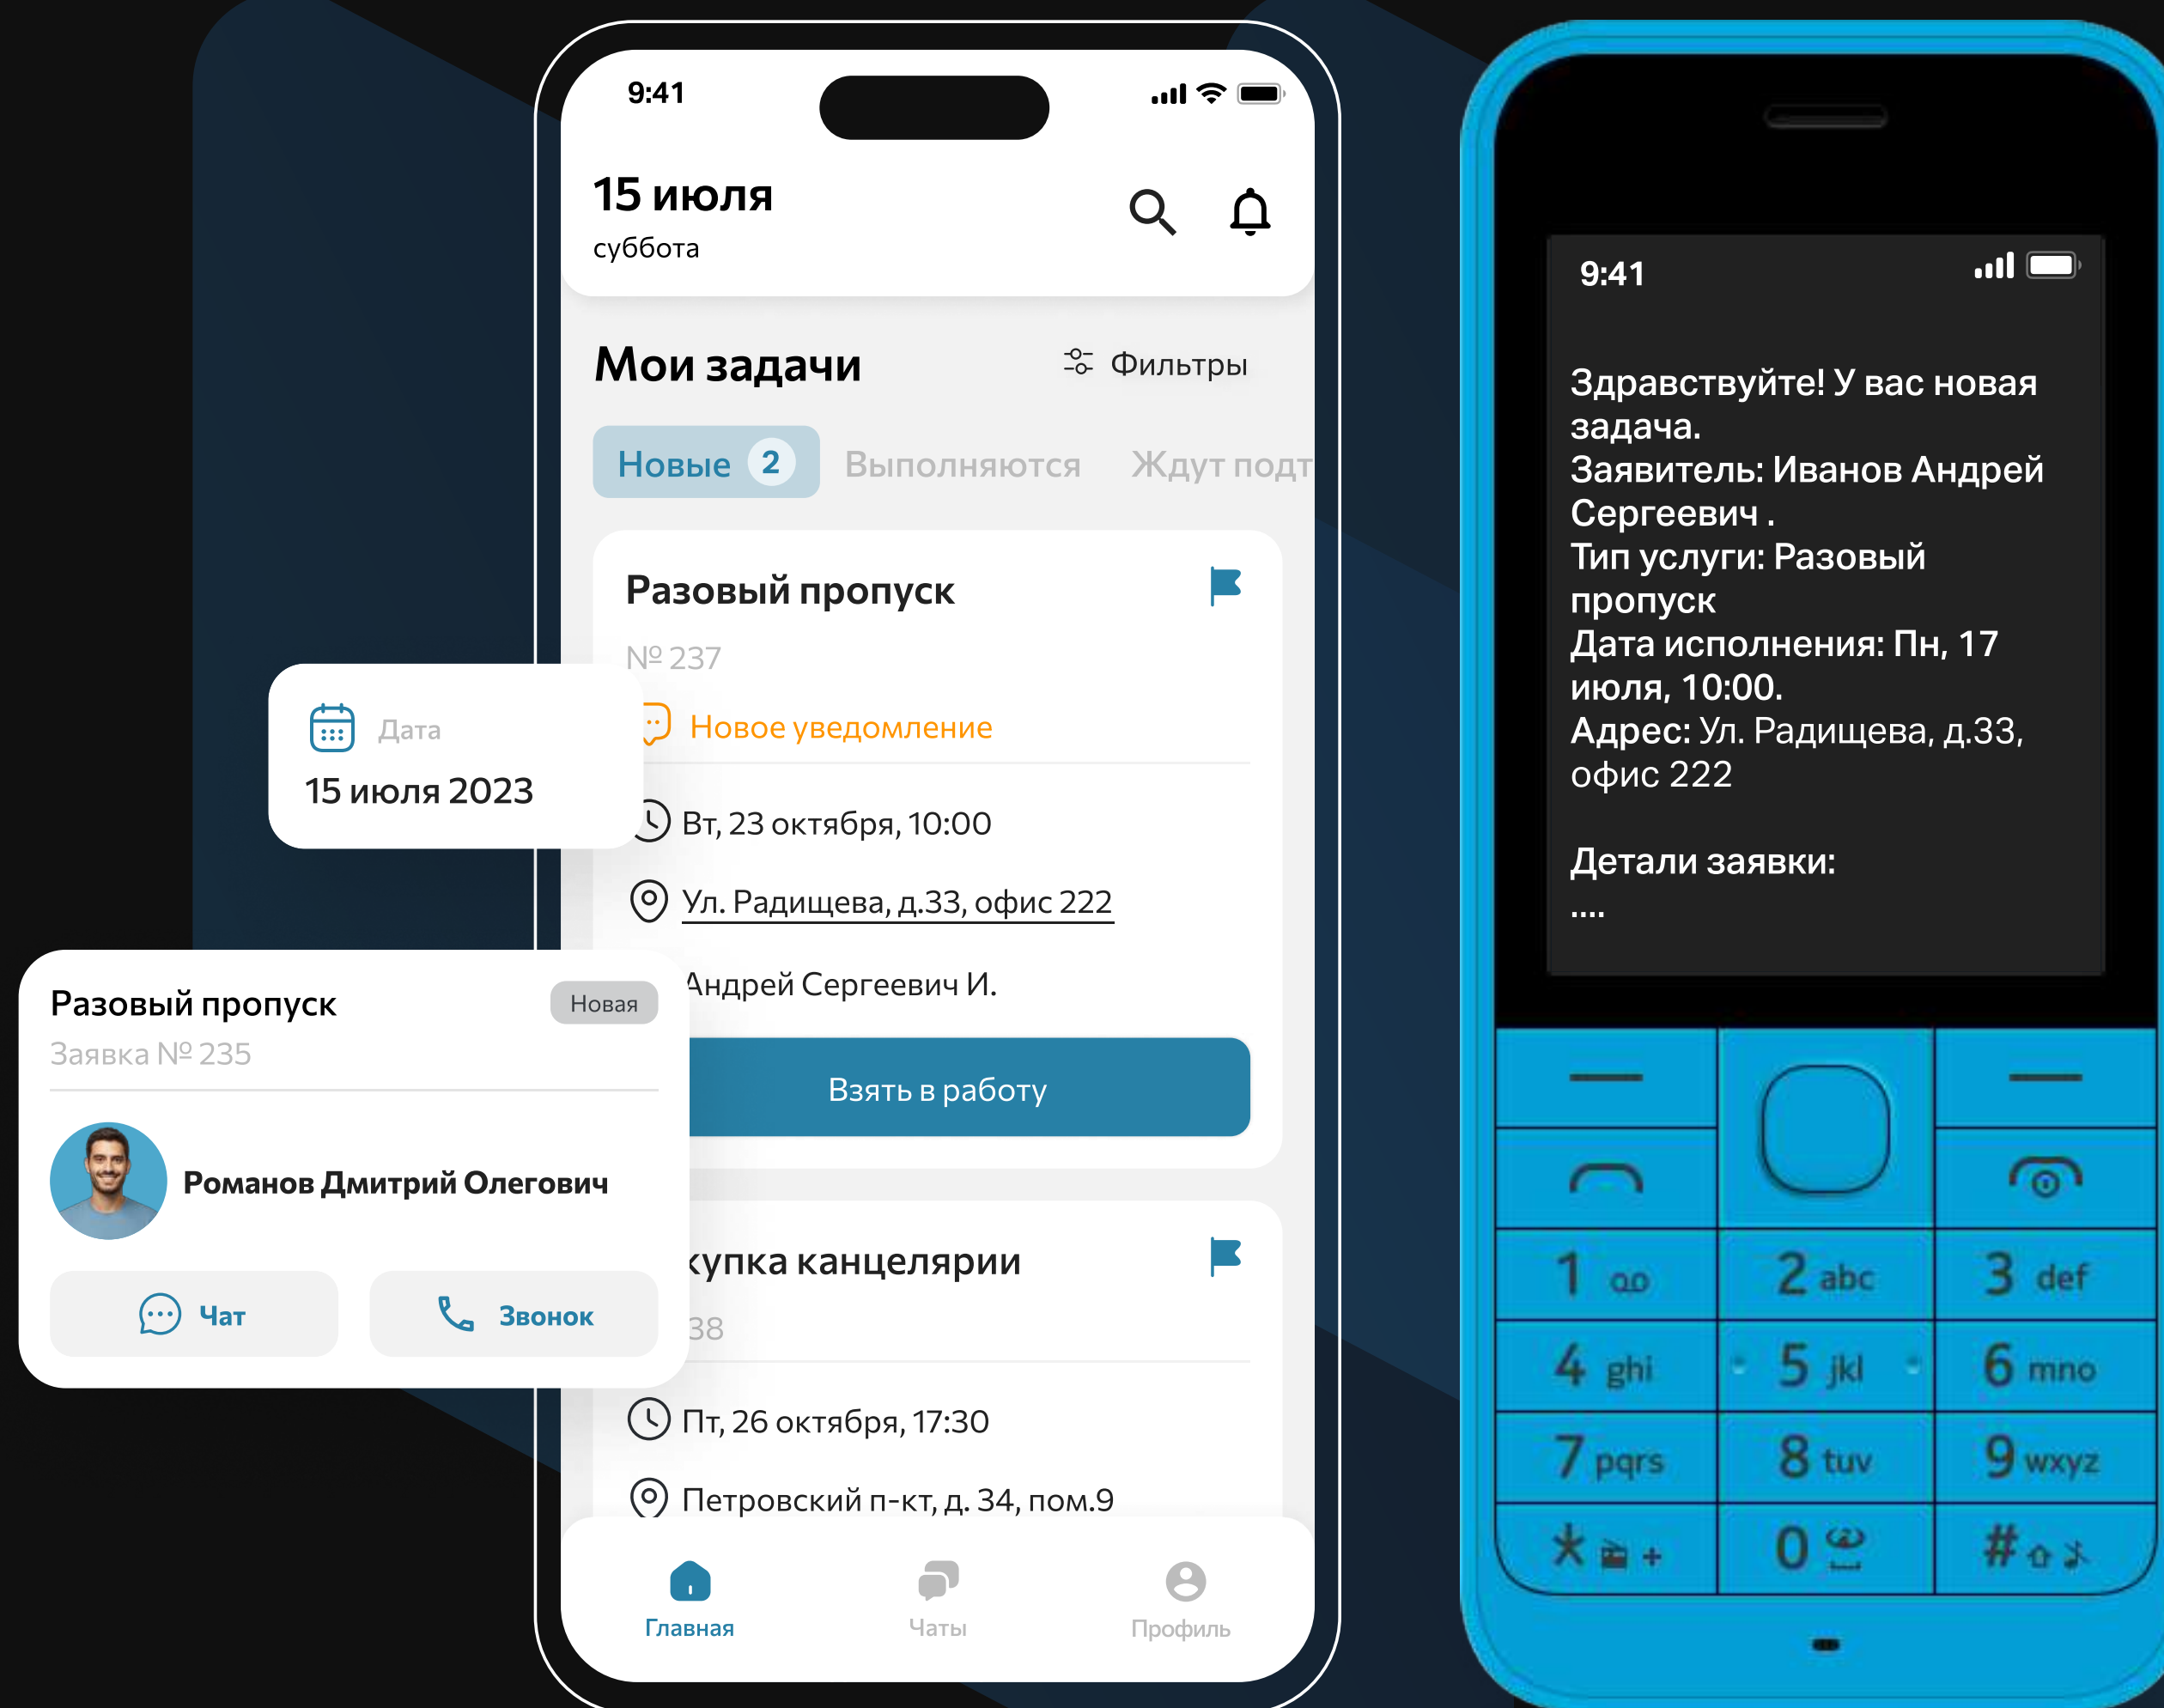 9:41
15 июля
суббота
Мои задачи
Фильтры
Новые 2
Выполняются
Ждут подт
Разовый пропуск
№ 237
Новое уведомление
Вт, 23 октября, 10:00
Ул. Радищева, д.33, офис 222
Андрей Сергеевич И.
Взять в работу
купка канцелярии
38
Пт, 26 октября, 17:30
Петровский п-кт, д. 34, пом.9
Главная
Чаты
Профиль
Дата
15 июля 2023
Разовый пропуск
Новая
Заявка № 235
Романов Дмитрий Олегович
Чат
Звонок
9:41
Здравствуйте! У вас новая
задача.
Заявитель: Иванов Андрей
Сергеевич .
Тип услуги: Разовый
пропуск
Дата исполнения: Пн, 17
июля, 10:00.
Адрес: Ул. Радищева, д.33,
офис 222
Детали заявки:
....
1
2 abc
3 def
4 ghi
5 jkl
6 mno
7 pqrs
8 tuv
9 wxyz
* +
0
#